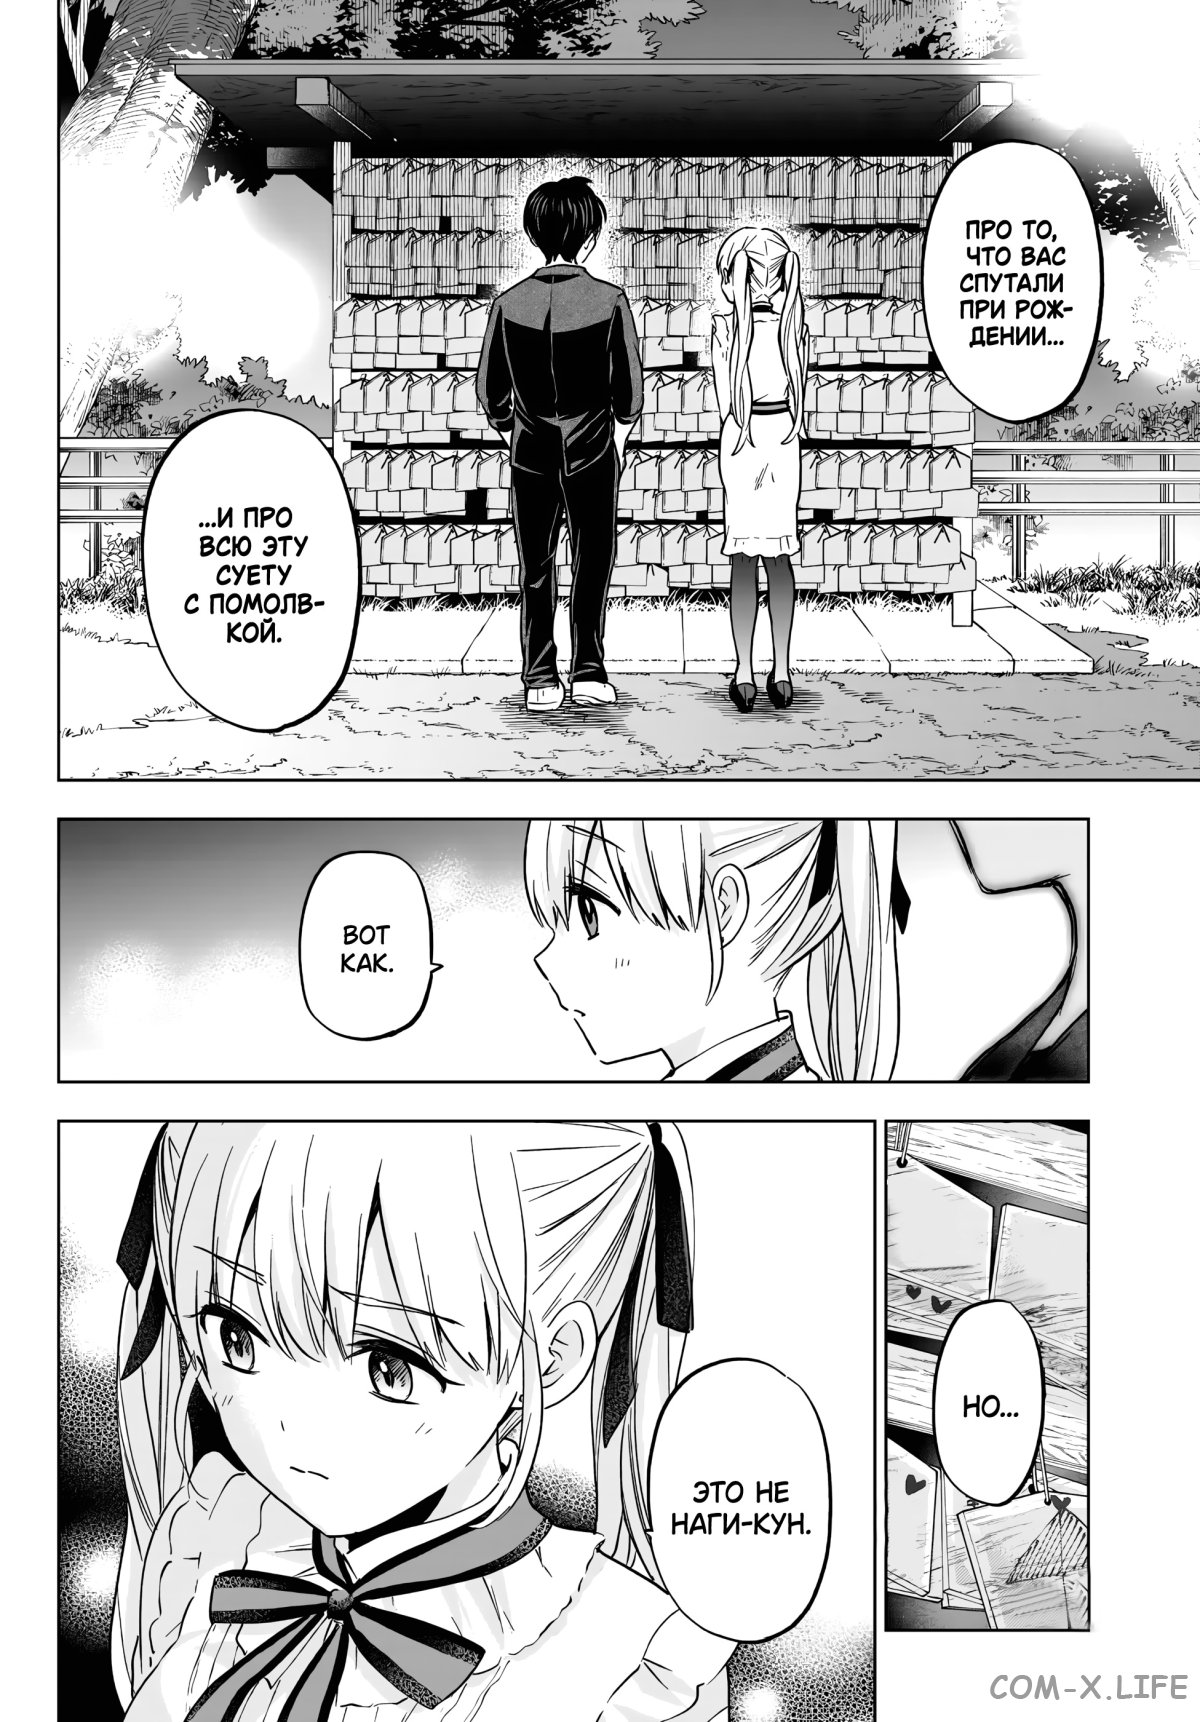 ПРО ТО,
ЧТО ВАС
СПУТАЛИ
ПРИ РОЖ-
ДЕНИИ...
...И ПРО
ВСЮ ЭТУ
СУЕТУ
С ПОМОЛВ-
КОЙ.
ВОТ
КАК.
НО...
ЭТО НЕ
НАГИ-КУН.
COM-X.LIFE